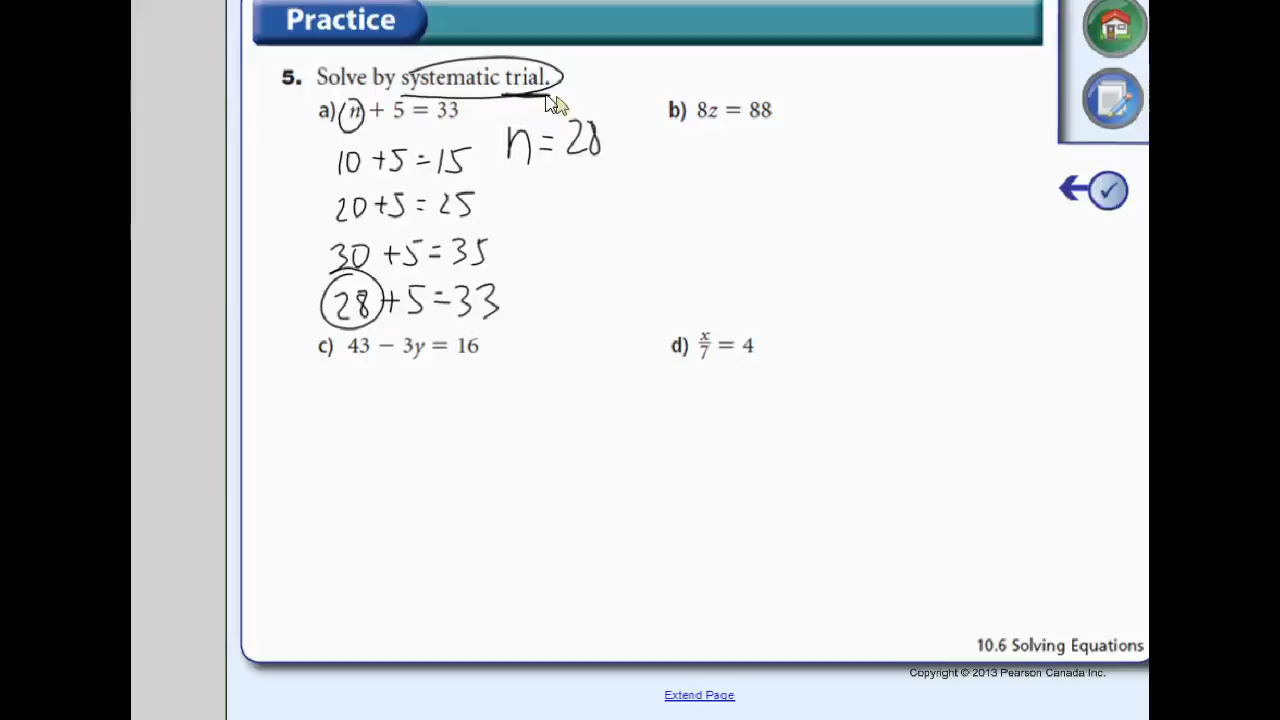 Practice
5. Solve by systematic trial.
a) n + 5 = 33
n = 28
10 + 5 = 15
20 + 5 = 25
30 + 5 = 35
28 + 5 = 33
b) 8z = 88
c) 43 − 3y = 16
d) x/7 = 4
10.6 Solving Equations
Copyright © 2013 Pearson Canada Inc.
Extend Page